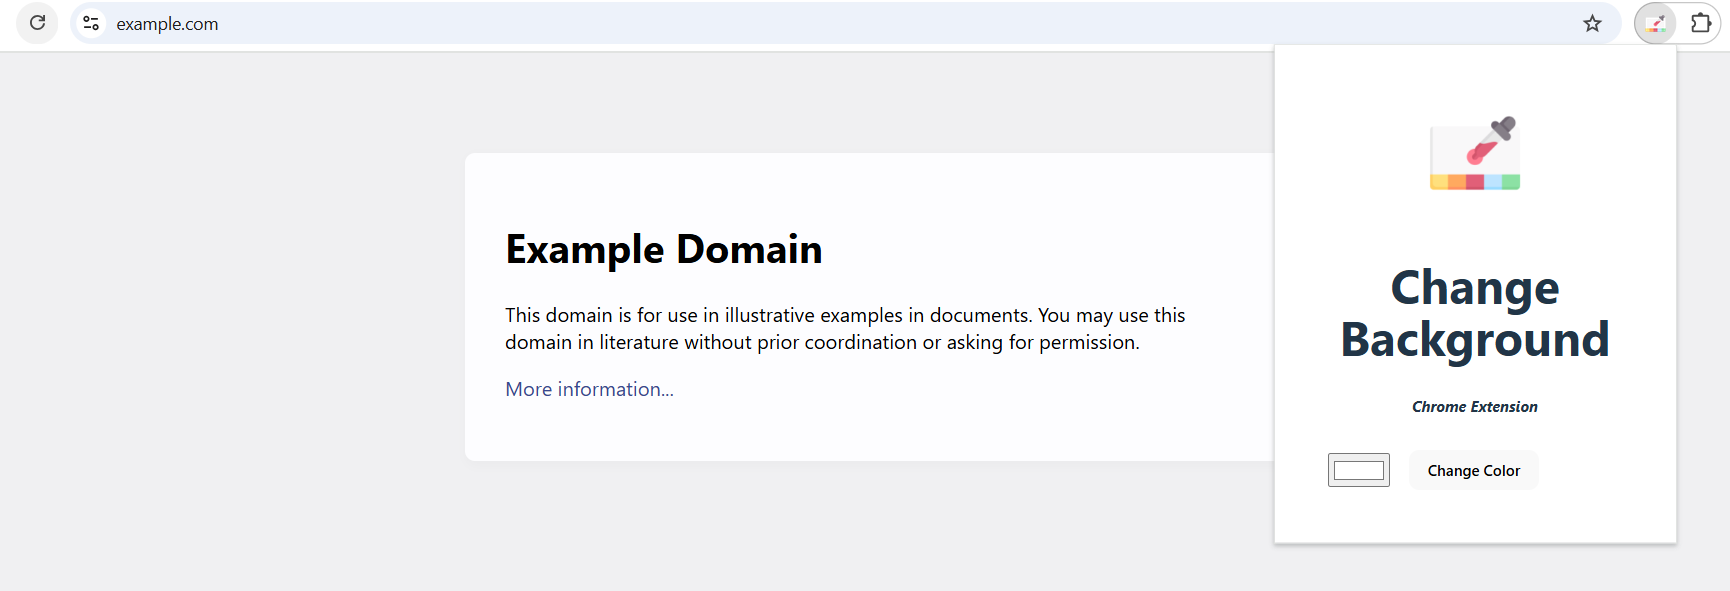 example.com
Example Domain
This domain is for use in illustrative examples in documents. You may use this
domain in literature without prior coordination or asking for permission.
More information...
Change
Background
Chrome Extension
Change Color